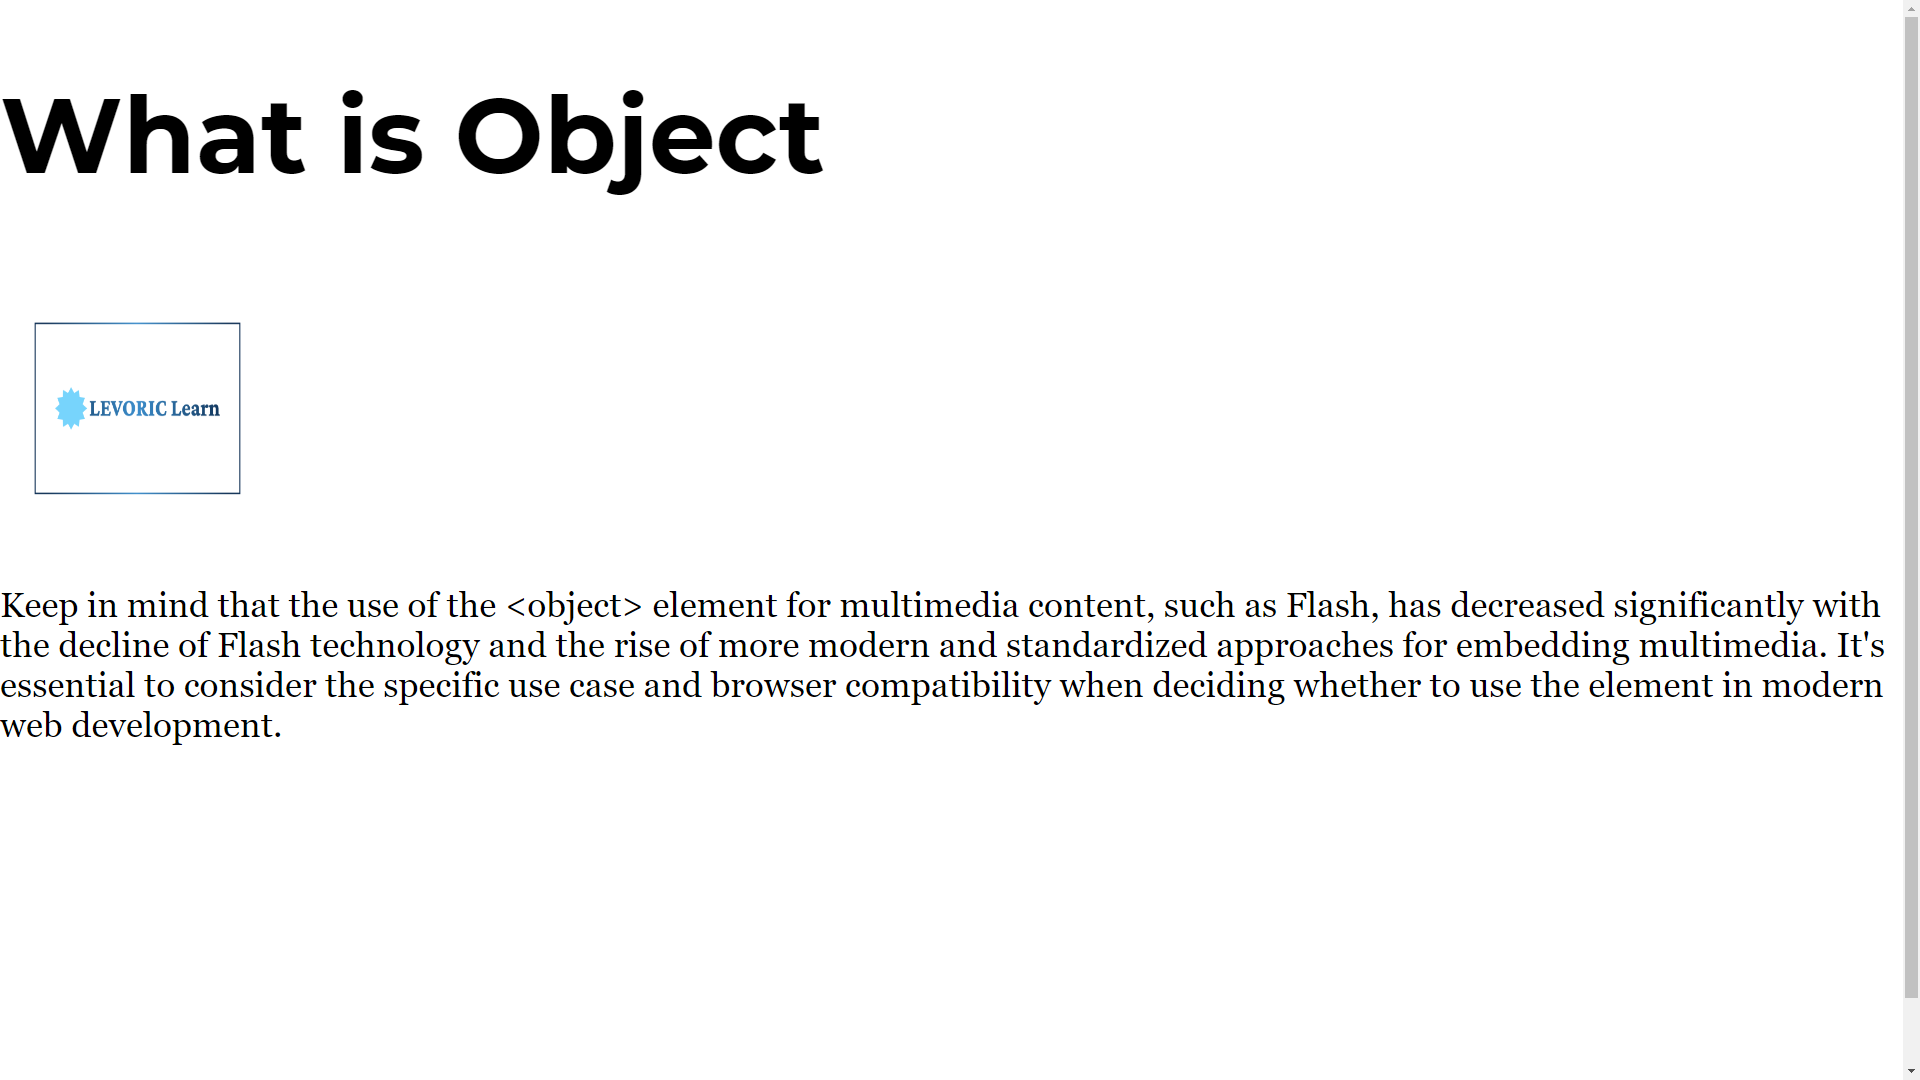 What is Object
LEVORIC Learn
Keep in mind that the use of the <object> element for multimedia content, such as Flash, has decreased significantly with
the decline of Flash technology and the rise of more modern and standardized approaches for embedding multimedia. It's
essential to consider the specific use case and browser compatibility when deciding whether to use the element in modern
web development.